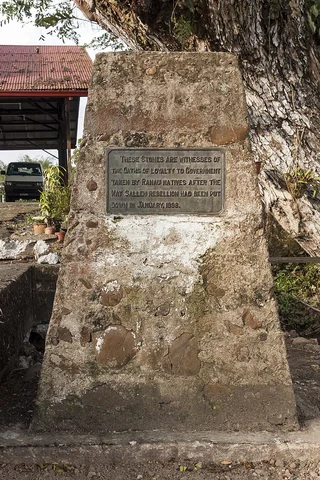 THESE STONES ARE WITNESSES OF
THE OATHS OF LOYALTY TO GOVERNMENT
TAKEN BY RANAU NATIVES AFTER THE
MAT SALLEH REBELLION HAD BEEN PUT
DOWN IN JANUARY, 1898.